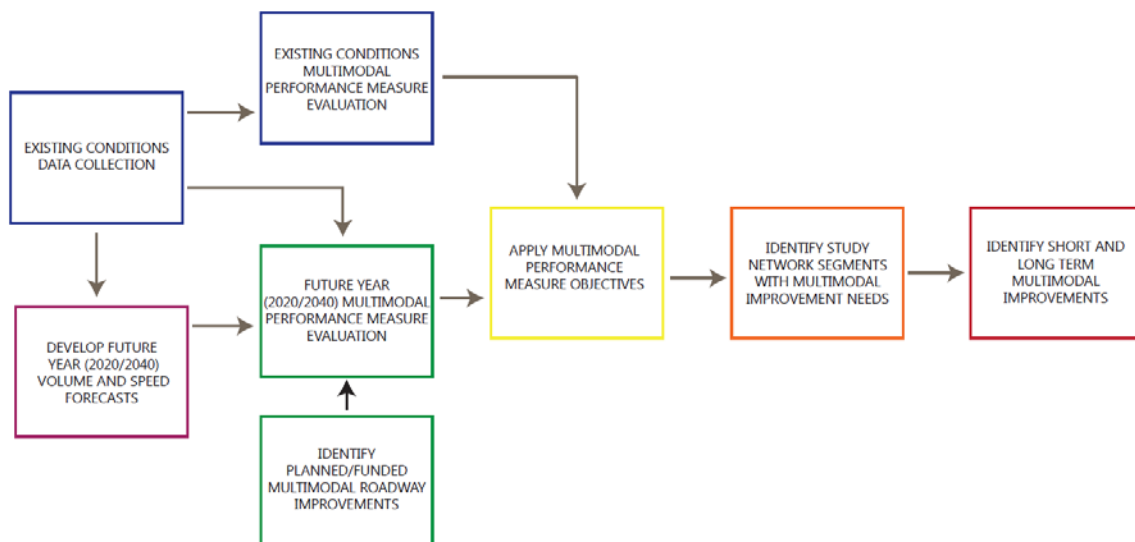 EXISTING CONDITIONS
DATA COLLECTION
EXISTING CONDITIONS
MULTIMODAL
PERFORMANCE MEASURE
EVALUATION
DEVELOP FUTURE
YEAR (2020/2040)
VOLUME AND SPEED
FORECASTS
FUTURE YEAR
(2020/2040) MULTIMODAL
PERFORMANCE MEASURE
EVALUATION
IDENTIFY
PLANNED/FUNDED
MULTIMODAL ROADWAY
IMPROVEMENTS
APPLY MULTIMODAL
PERFORMANCE
MEASURE OBJECTIVES
IDENTIFY STUDY
NETWORK SEGMENTS
WITH MULTIMODAL
IMPROVEMENT NEEDS
IDENTIFY SHORT AND
LONG TERM
MULTIMODAL
IMPROVEMENTS